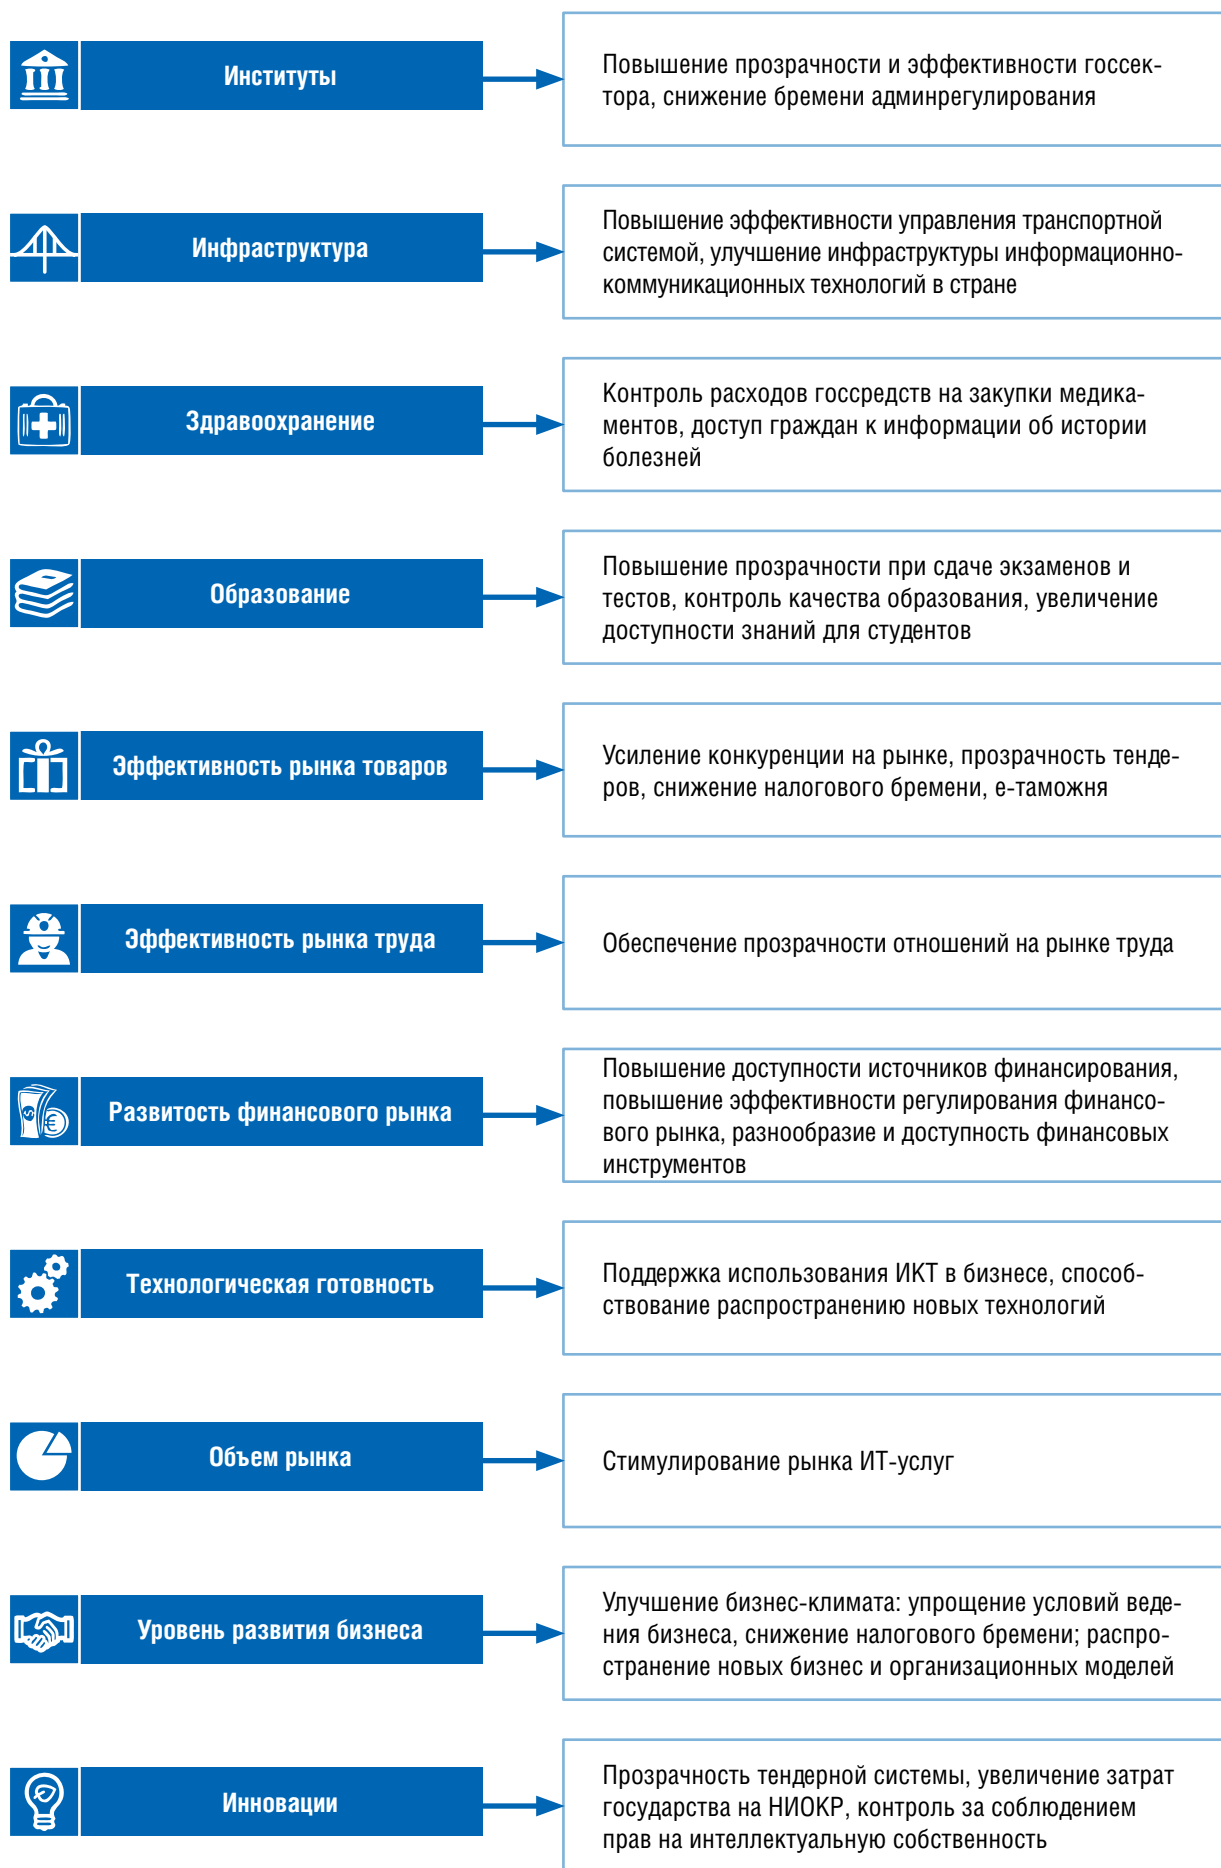 Институты
Повышение прозрачности и эффективности госсек-
тора, снижение бремени админрегулирования
Инфраструктура
Повышение эффективности управления транспортной
системой, улучшение инфраструктуры информационно-
коммуникационных технологий в стране
Здравоохранение
Контроль расходов госсредств на закупки медика-
ментов, доступ граждан к информации об истории
болезней
Образование
Повышение прозрачности при сдаче экзаменов и
тестов, контроль качества образования, увеличение
доступности знаний для студентов
Эффективность рынка товаров
Усиление конкуренции на рынке, прозрачность тенде-
ров, снижение налогового бремени, е-таможня
Эффективность рынка труда
Обеспечение прозрачности отношений на рынке труда
Развитость финансового рынка
Повышение доступности источников финансирования,
повышение эффективности регулирования финансо-
вого рынка, разнообразие и доступность финансовых
инструментов
Технологическая готовность
Поддержка использования ИКТ в бизнесе, способ-
ствование распространению новых технологий
Объем рынка
Стимулирование рынка ИТ-услуг
Уровень развития бизнеса
Улучшение бизнес-климата: упрощение условий веде-
ния бизнеса, снижение налогового бремени; распро-
странение новых бизнес и организационных моделей
Инновации
Прозрачность тендерной системы, увеличение затрат
государства на НИОКР, контроль за соблюдением
прав на интеллектуальную собственность